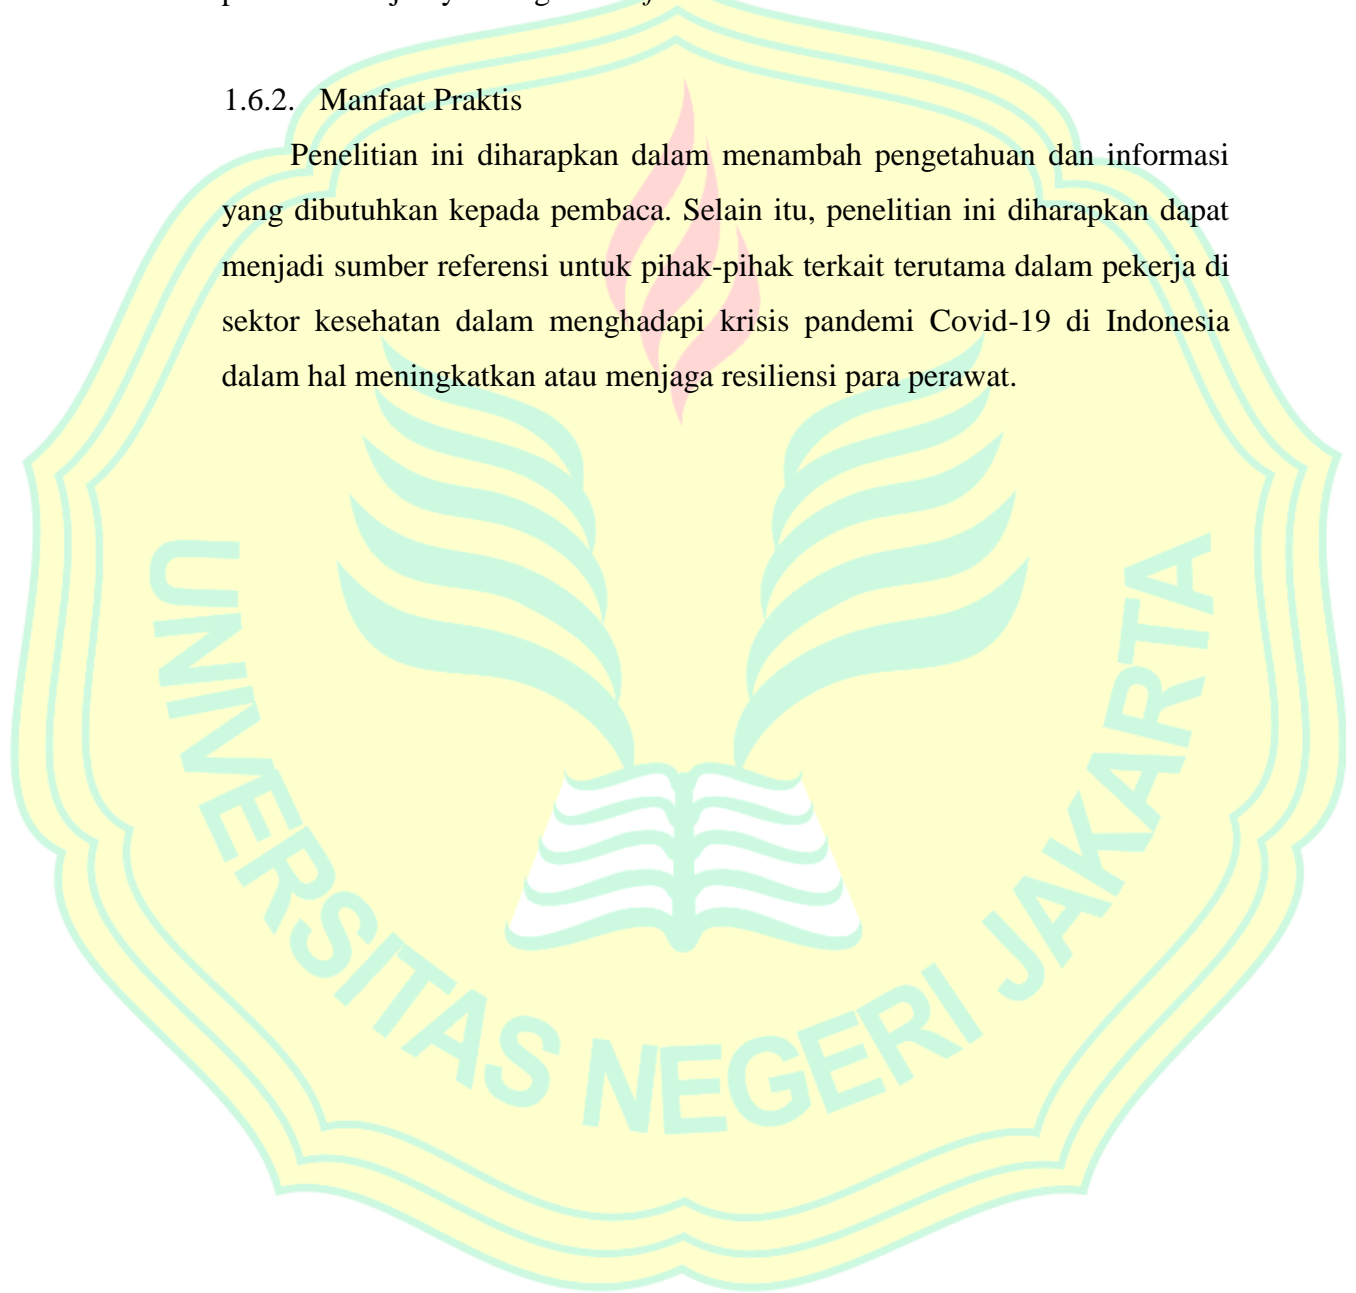 1.6.2. Manfaat Praktis
Penelitian ini diharapkan dalam menambah pengetahuan dan informasi
yang dibutuhkan kepada pembaca. Selain itu, penelitian ini diharapkan dapat
menjadi sumber referensi untuk pihak-pihak terkait terutama dalam pekerja di
sektor kesehatan dalam menghadapi krisis pandemi Covid-19 di Indonesia
dalam hal meningkatkan atau menjaga resiliensi para perawat.
UNIVERSITAS NEGERI JAKARTA